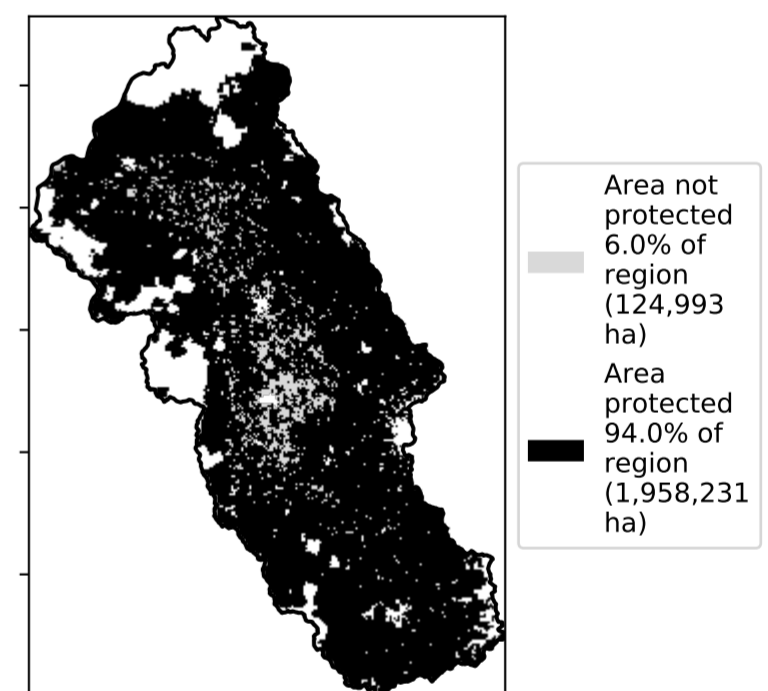 Area not
protected
6.0% of
region
(124,993
ha)
Area
protected
94.0% of
region
(1,958,231
ha)